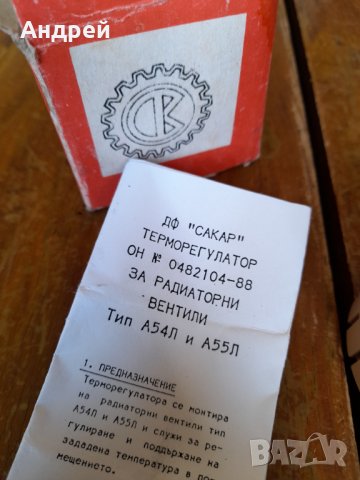 Андрей
СК
ДФ "САКАР"
ТЕРМОРЕГУЛАТОР
ОН № 0482104-88
ЗА РАДИАТОРНИ
ВЕНТИЛИ
Тип А54Л и А55Л
1. ПРЕДНАЗНАЧЕНИЕ
Терморегулатора се монтира
на радиаторни вентили тип
А54Л и А55Л и служи за ре-
гулиране и поддържане на
зададена температура в по-
мещението.
BAZAR